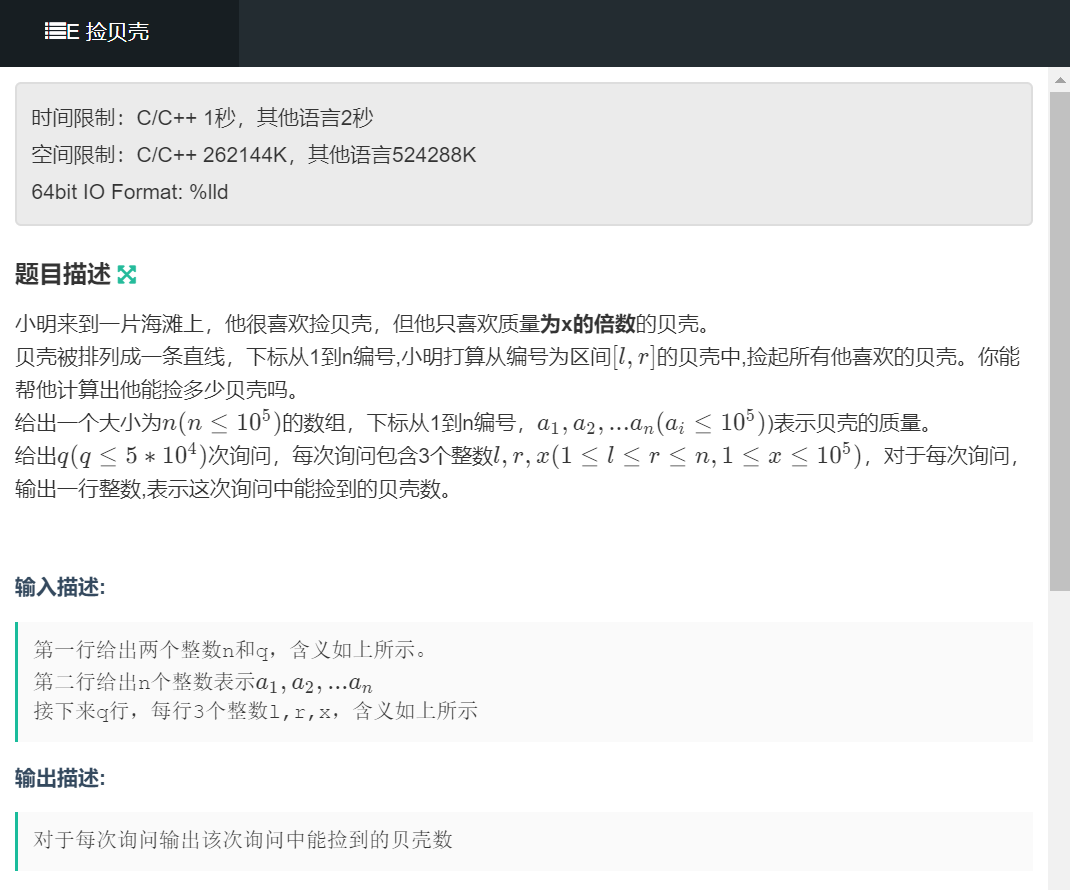 E 捡贝壳
时间限制：C/C++ 1秒，其他语言2秒
空间限制：C/C++ 262144K，其他语言524288K
64bit IO Format: %lld
题目描述
小明来到一片海滩上，他很喜欢捡贝壳，但他只喜欢质量为x的倍数的贝壳。
贝壳被排列成一条直线，下标从1到n编号,小明打算从编号为区间[l, r]的贝壳中,捡起所有他喜欢的贝壳。你能
帮他计算出他能捡多少贝壳吗。
给出一个大小为n(n ≤ 10^5)的数组，下标从1到n编号，a_1, a_2, ...a_n(a_i ≤ 10^5))表示贝壳的质量。
给出q(q ≤ 5 * 10^4)次询问，每次询问包含3个整数l, r, x(1 ≤ l ≤ r ≤ n, 1 ≤ x ≤ 10^5)，对于每次询问，
输出一行整数,表示这次询问中能捡到的贝壳数。
输入描述:
第一行给出两个整数n和q，含义如上所示。
第二行给出n个整数表示a_1, a_2, ...a_n
接下来q行，每行3个整数l,r,x，含义如上所示
输出描述:
对于每次询问输出该次询问中能捡到的贝壳数